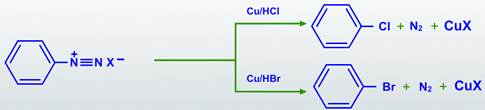 Cu/HCl
Cl + N₂ + CuX
+
N≡N X⁻
Cu/HBr
Br + N₂ + CuX